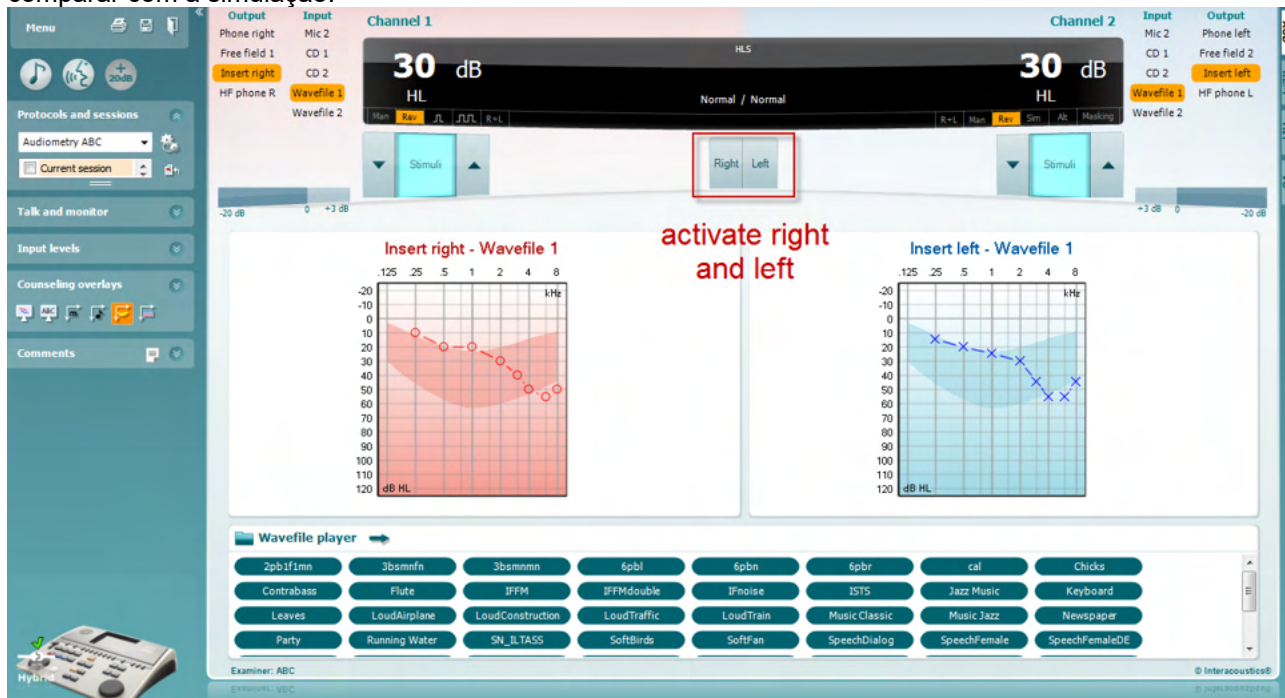 comparar com a simulação.
Menu
Output Input Channel 1 Channel 2 Input Output
Phone right Mic 2 Mic 2 Phone left
Free field 1 CD 1 HLS CD 1 Free field 2
Insert right CD 2 30 dB 30 dB CD 2 Insert left
HF phone R Wavefile 1 HL Normal / Normal HL Wavefile 1 HF phone L
Wavefile 2 Man Rev R+L R+L Man Rev Sim Alt Masking Wavefile 2
+20dB
Protocols and sessions
Audiometry ABC
Current session
Stimuli Right Left Stimuli
Talk and monitor
-20 dB 0 +3 dB +3 dB 0 -20 dB
Input levels
Counseling overlays
ABC
Comments
activate right
and left
Insert right - Wavefile 1
.125 .25 .5 1 2 4 8
kHz
-20
-10
0
10
20
30
40
50
60
70
80
90
100
110
120 dB HL
Insert left - Wavefile 1
.125 .25 .5 1 2 4 8
kHz
-20
-10
0
10
20
30
40
50
60
70
80
90
100
110
120 dB HL
Wavefile player
2pb1f1mn 3bsmnfn 3bsmnmn 6pbl 6pbn 6pbr cal Chicks
Contrabass Flute IFFM IFFMdouble IFnoise ISTS Jazz Music Keyboard
Leaves LoudAirplane LoudConstruction LoudTraffic LoudTrain MusicClassic MusicJazz Newspaper
Party Running Water SN_ILTASS SoftBirds SoftFan SpeechDialog SpeechFemale SpeechFemaleDE
Hybrid
Examiner: ABC © Interacoustics®